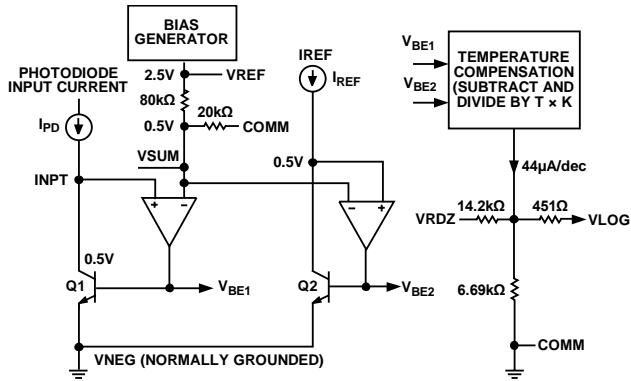 BIAS
GENERATOR
PHOTODIODE
INPUT CURRENT
IPD
2.5V
VREF
80kΩ
20kΩ
0.5V
COMM
VSUM
INPT
+
–
0.5V
Q1
VBE1
IREF
IREF
0.5V
–
+
Q2
VBE2
VNEG (NORMALLY GROUNDED)
VBE1
VBE2
TEMPERATURE
COMPENSATION
(SUBTRACT AND
DIVIDE BY T × K
44µA/dec
VRDZ
14.2kΩ
451Ω
VLOG
6.69kΩ
COMM